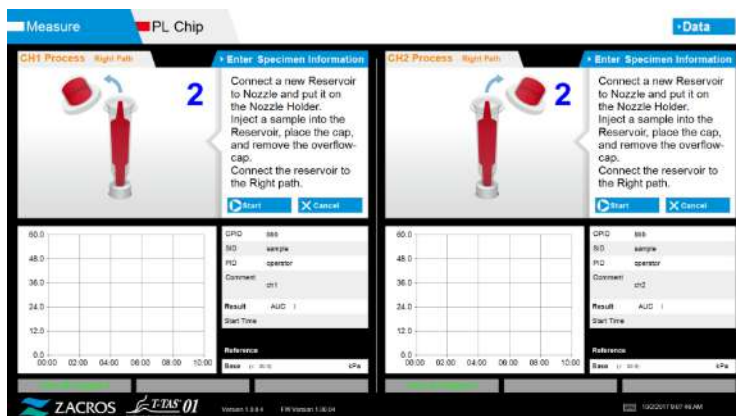 Measure
PL Chip
Data
CH1 Process Right Path
Enter Specimen Information
2
Connect a new Reservoir
to Nozzle and put it on
the Nozzle Holder.
Inject a sample into the
Reservoir, place the cap,
and remove the overflow-
cap.
Connect the reservoir to
the Right path.
Start
Cancel
CH2 Process Right Path
Enter Specimen Information
2
Connect a new Reservoir
to Nozzle and put it on
the Nozzle Holder.
Inject a sample into the
Reservoir, place the cap,
and remove the overflow-
cap.
Connect the reservoir to
the Right path.
Start
Cancel
60.0
48.0
36.0
24.0
12.0
0.0
00:00 02:00 04:00 06:00 08:00 10:00
OPID
SID sample
PID operator
Comment
ch1
Result AUC
Start Time
Reference
Base kPa
60.0
48.0
36.0
24.0
12.0
0.0
00:00 02:00 04:00 06:00 08:00 10:00
OPID
SID sample
PID operator
Comment
ch2
Result AUC
Start Time
Reference
Base kPa
ZACROS T-TAS 01